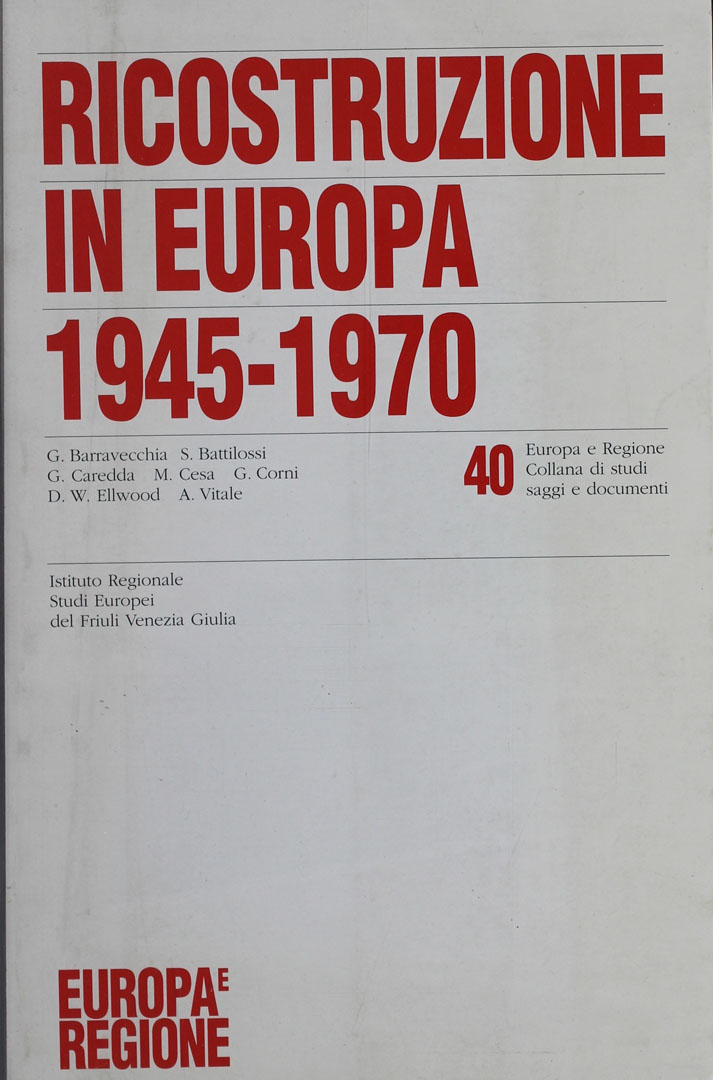 RICOSTRUZIONE
IN EUROPA
1945-1970
G. Barravecchia S. Battilossi
G. Caredda M. Cesa G. Corni
D. W. Ellwood A. Vitale
40
Europa e Regione
Collana di studi
saggi e documenti
Istituto Regionale
Studi Europei
del Friuli Venezia Giulia
EUROPA E
REGIONE